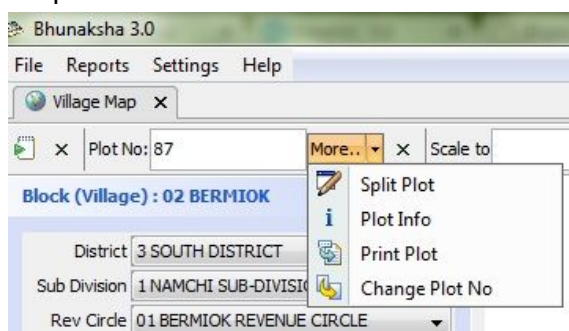 Bhunaksha 3.0
File Reports Settings Help
Village Map
Plot No: 87 More.. Scale to
Block (Village) : 02 BERMIOK
Split Plot
Plot Info
Print Plot
Change Plot No
District 3 SOUTH DISTRICT
Sub Division 1 NAMCHI SUB-DIVISIO
Rev Circle 01 BERMIOK REVENUE CIRCLE